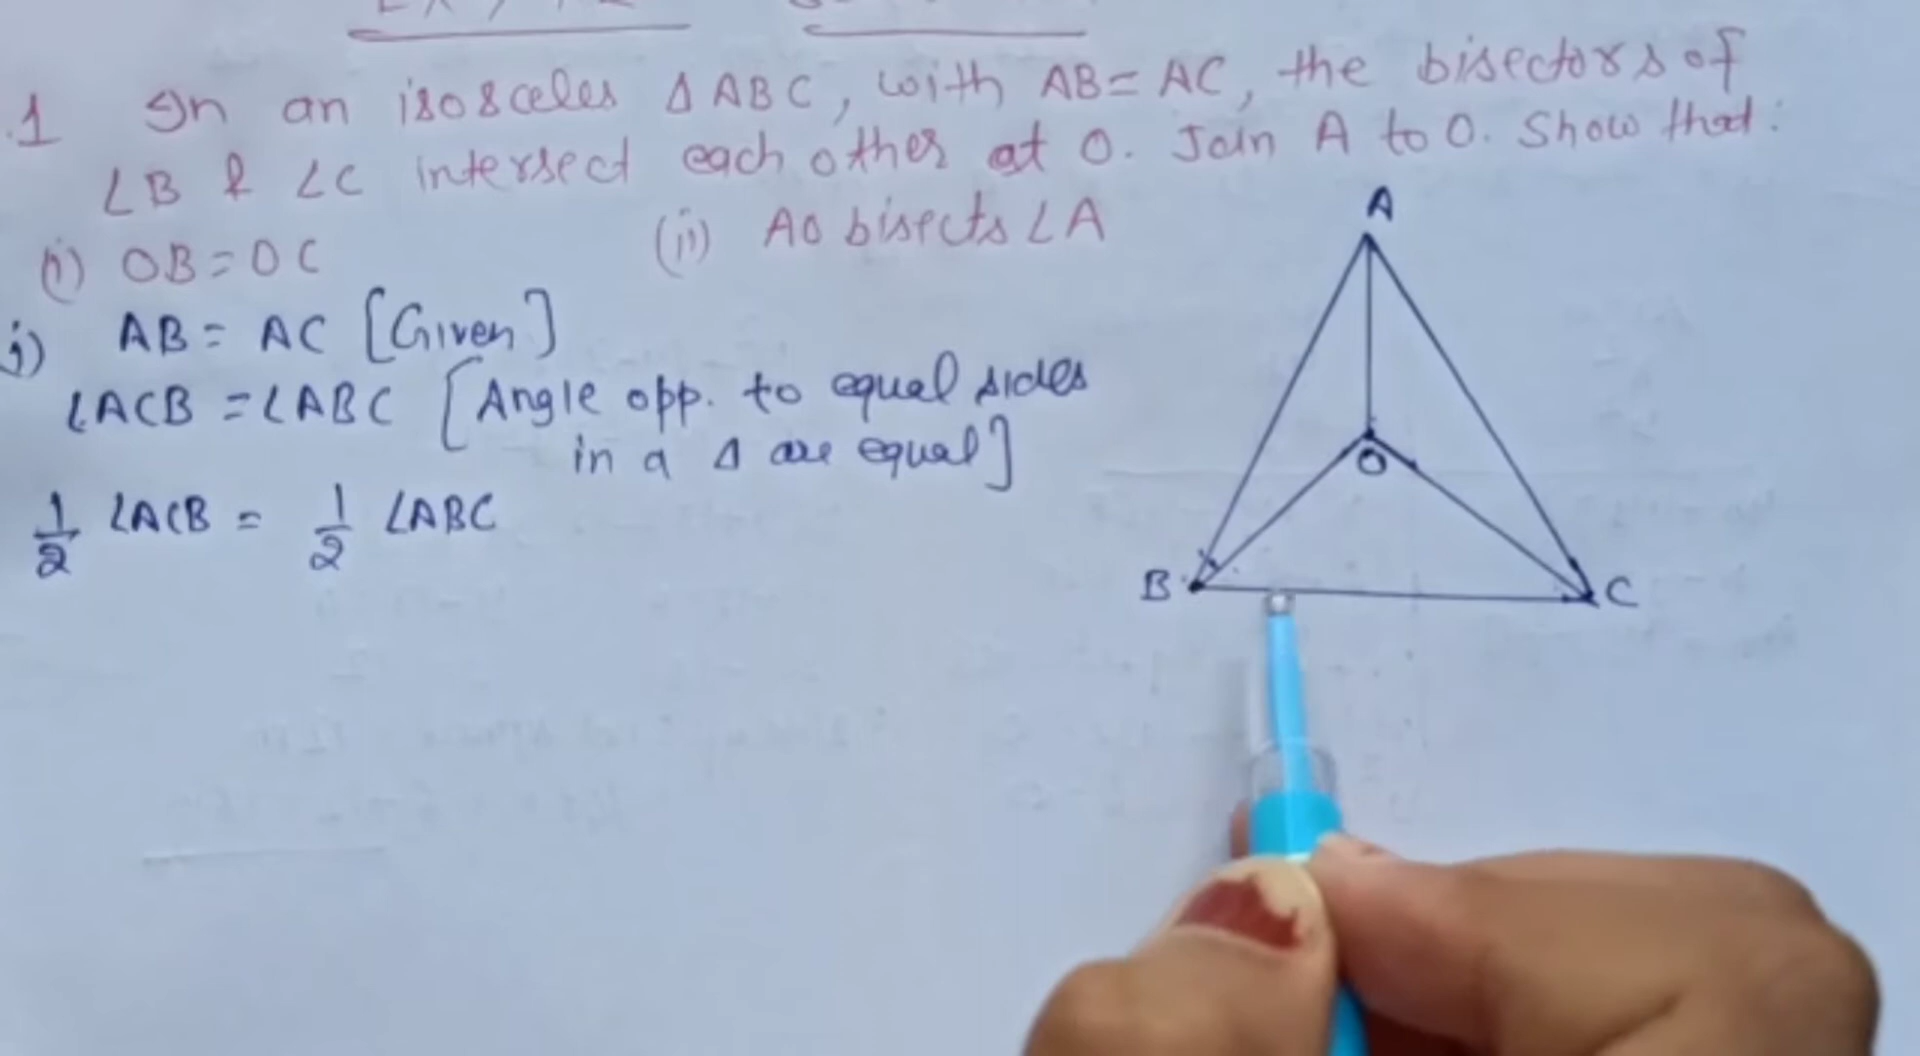 .1 In an isosceles Δ ABC, with AB = AC, the bisectors of
∠B & ∠C intersect each other at O. Join A to O. Show that:
(i) OB = OC (ii) AO bisects ∠A
i) AB = AC [Given]
∠ACB = ∠ABC [Angle opp. to equal sides
in a Δ are equal]
1/2 ∠ACB = 1/2 ∠ABC
A
O
B C